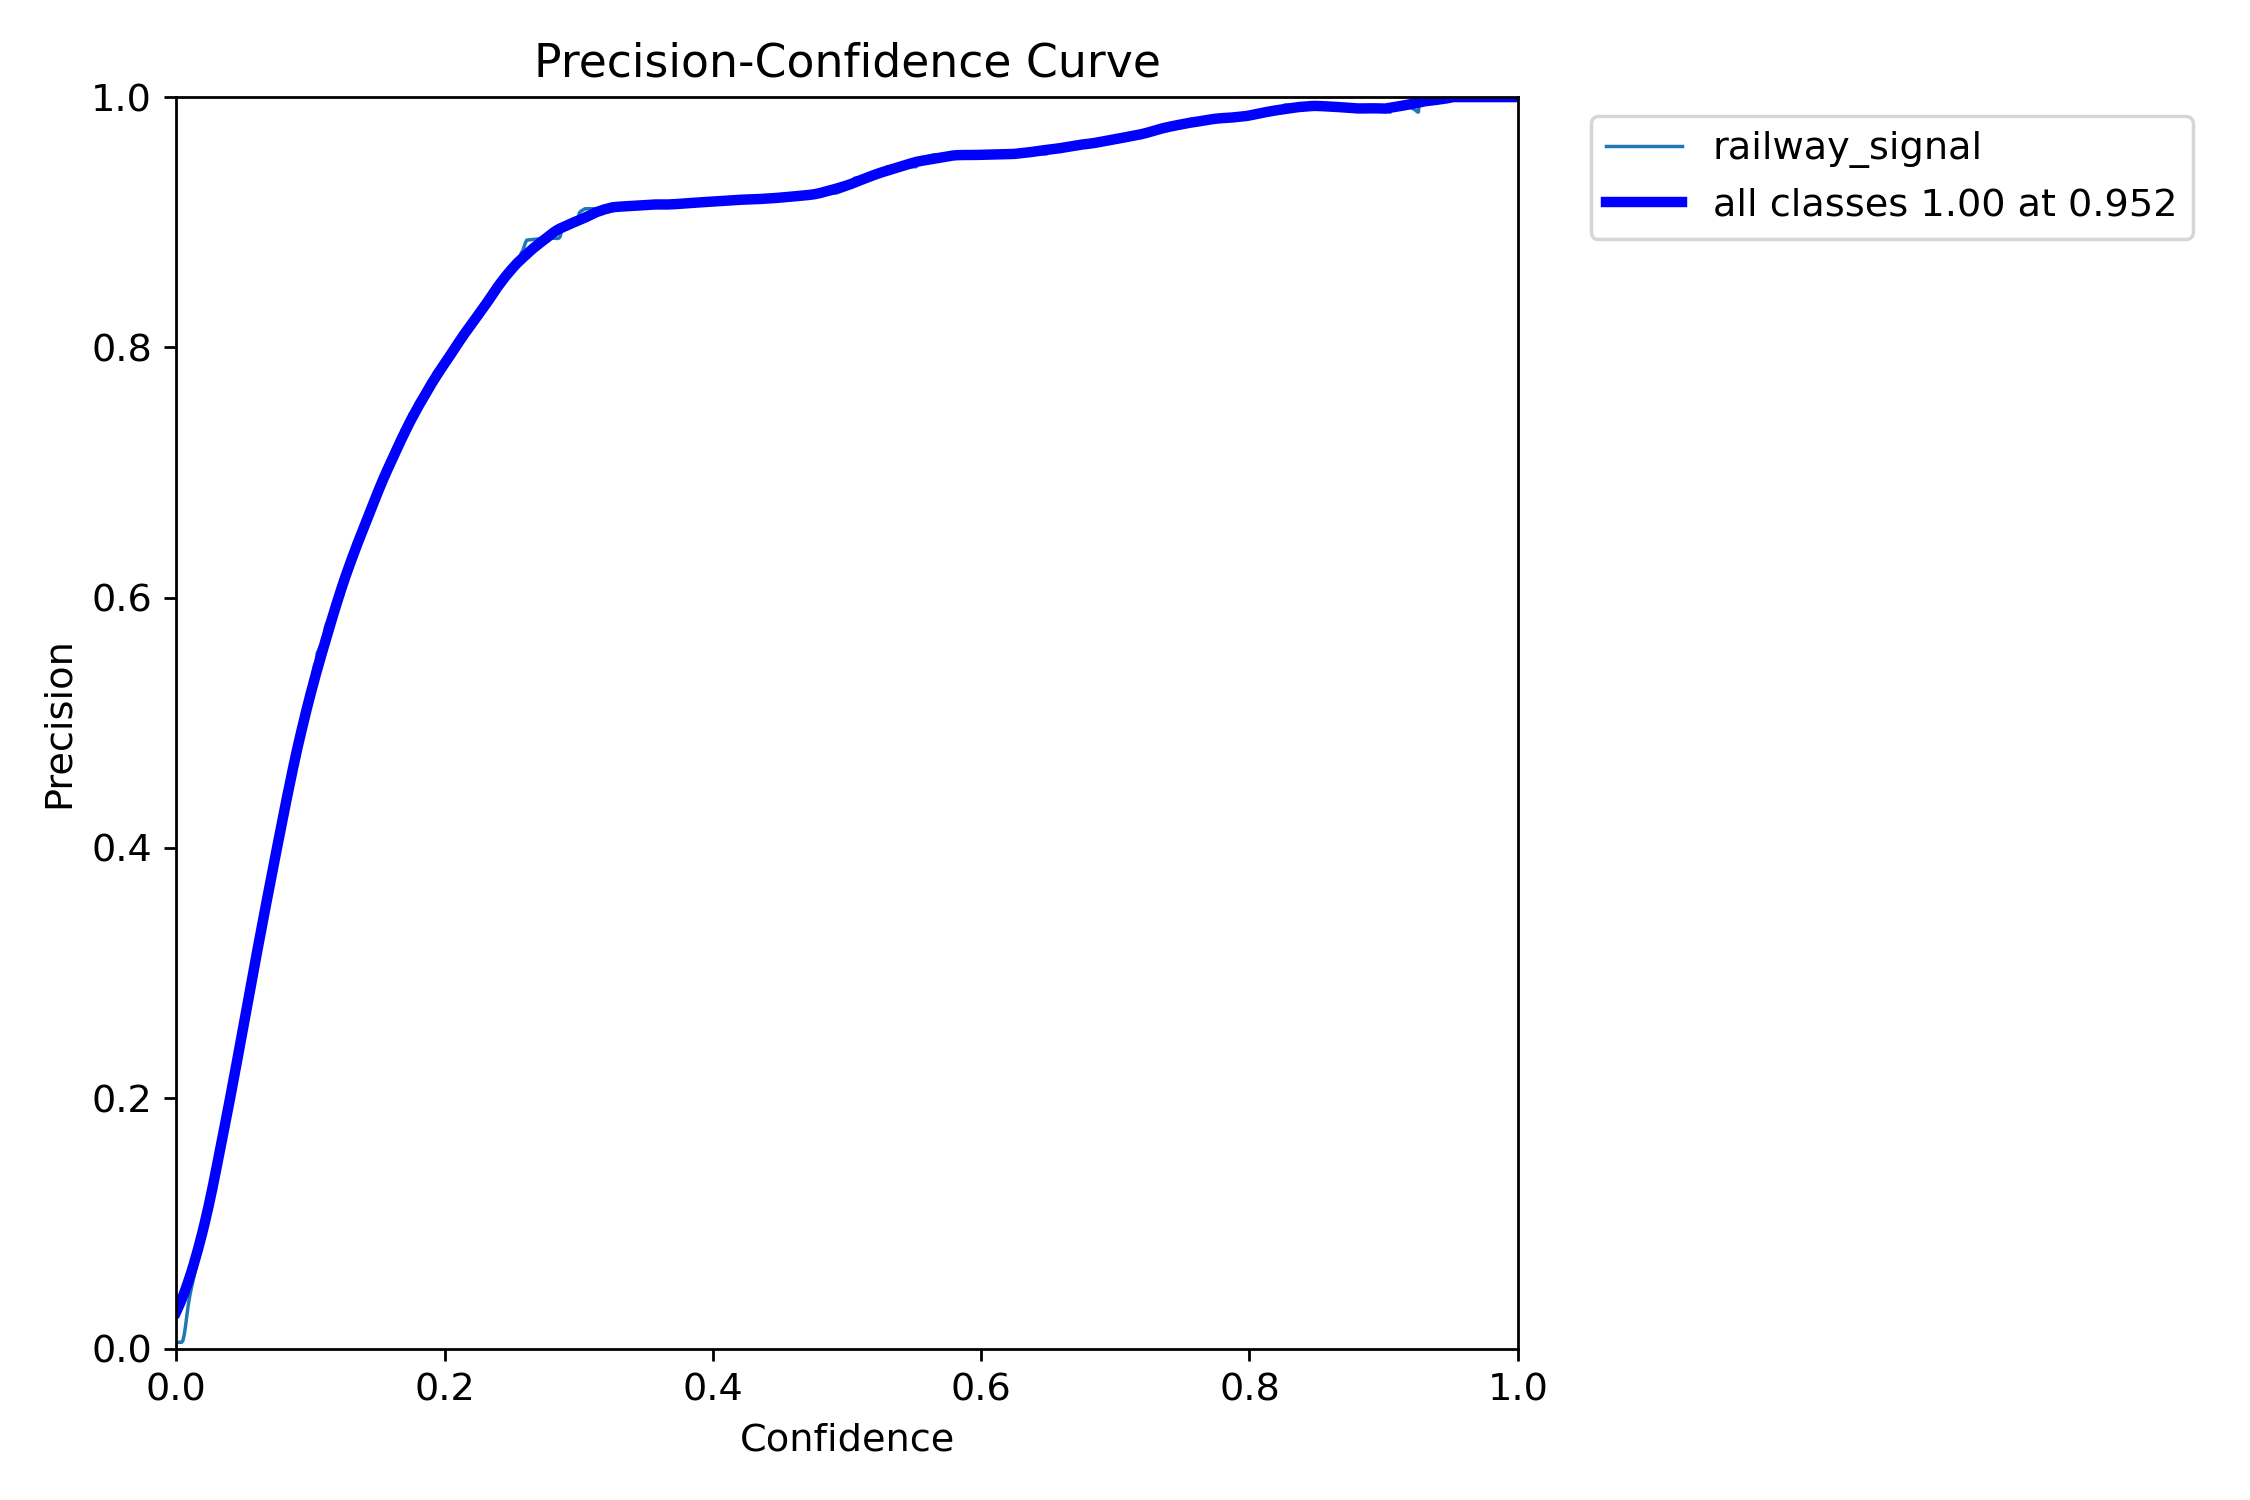 Precision-Confidence Curve
1.0
0.8
0.6
0.4
0.2
0.0
Precision
0.0 0.2 0.4 0.6 0.8 1.0
Confidence
railway_signal
all classes 1.00 at 0.952